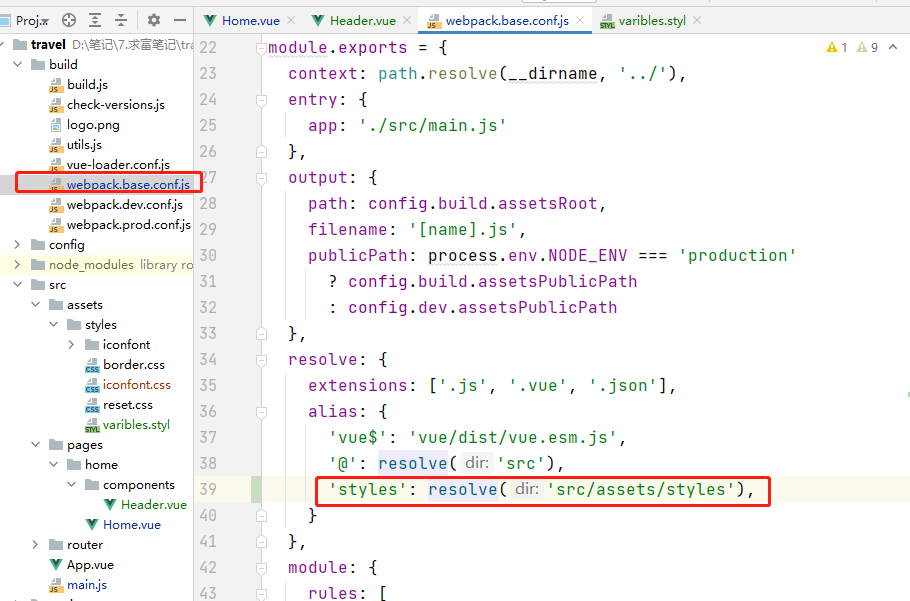 Proj.
Home.vue
Header.vue
webpack.base.conf.js
varibles.styl
travel D:\笔记\7.求富笔记\tra
build
build.js
check-versions.js
logo.png
utils.js
vue-loader.conf.js
webpack.base.conf.js
webpack.dev.conf.js
webpack.prod.conf.js
config
node_modules library ro
src
assets
styles
iconfont
border.css
iconfont.css
reset.css
varibles.styl
pages
home
components
Header.vue
Home.vue
router
App.vue
main.js
1 9
22 module.exports = {
23 context: path.resolve(__dirname, '../'),
24 entry: {
25 app: './src/main.js'
26 },
27 output: {
28 path: config.build.assetsRoot,
29 filename: '[name].js',
30 publicPath: process.env.NODE_ENV === 'production'
31 ? config.build.assetsPublicPath
32 : config.dev.assetsPublicPath
33 },
34 resolve: {
35 extensions: ['.js', '.vue', '.json'],
36 alias: {
37 'vue$': 'vue/dist/vue.esm.js',
38 '@': resolve( dir: 'src'),
39 'styles': resolve( dir: 'src/assets/styles'),
40 }
41 },
42 module: {
43 rules: [